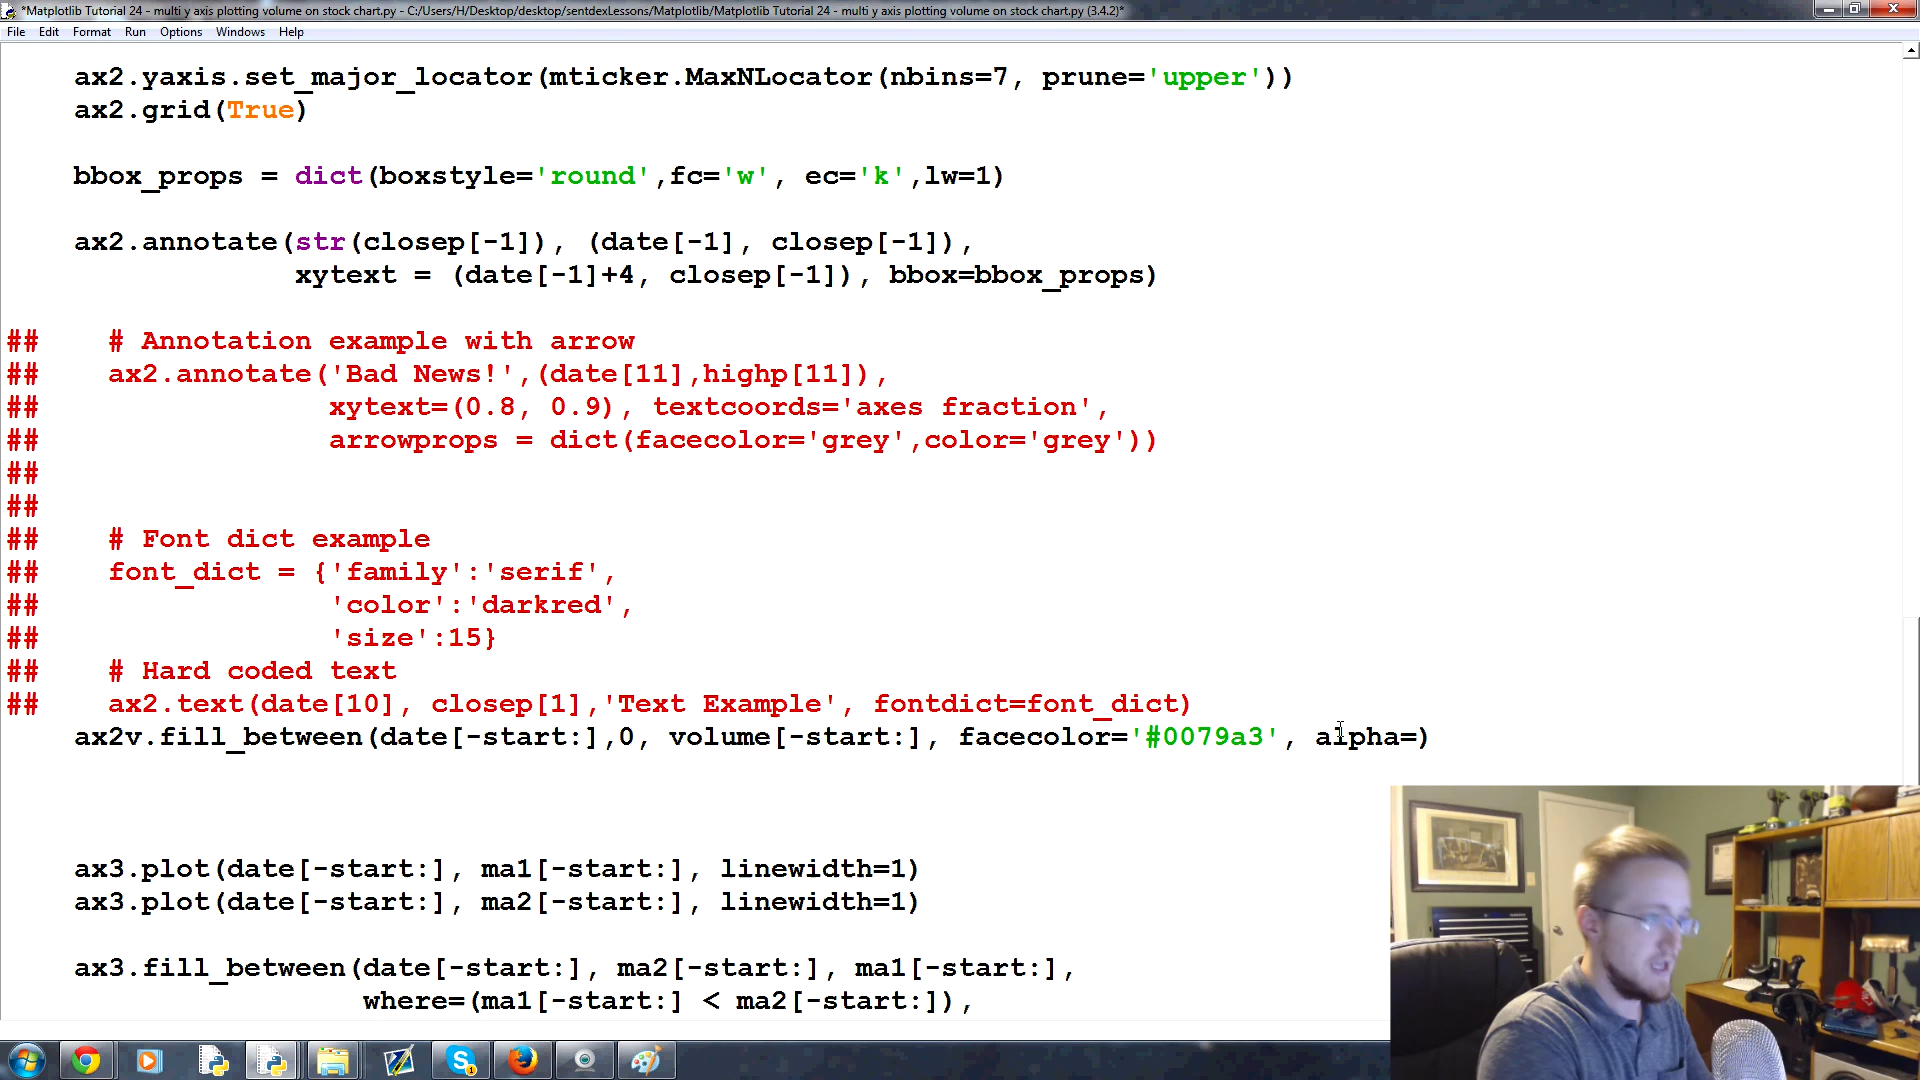 *Matplotlib Tutorial 24 - multi y axis plotting volume on stock chart.py - C:/Users/H/Desktop/desktop/sentdexLessons/Matplotlib/Matplotlib Tutorial 24 - multi y axis plotting volume on stock chart.py (3.4.2)*
File Edit Format Run Options Windows Help
ax2.yaxis.set_major_locator(mticker.MaxNLocator(nbins=7, prune='upper'))
ax2.grid(True)
bbox_props = dict(boxstyle='round',fc='w', ec='k',lw=1)
ax2.annotate(str(closep[-1]), (date[-1], closep[-1]),
xytext = (date[-1]+4, closep[-1]), bbox=bbox_props)
## # Annotation example with arrow
## ax2.annotate('Bad News!',(date[11],highp[11]),
## xytext=(0.8, 0.9), textcoords='axes fraction',
## arrowprops = dict(facecolor='grey',color='grey'))
##
##
## # Font dict example
## font_dict = {'family':'serif',
## 'color':'darkred',
## 'size':15}
## # Hard coded text
## ax2.text(date[10], closep[1],'Text Example', fontdict=font_dict)
ax2v.fill_between(date[-start:],0, volume[-start:], facecolor='#0079a3', alpha=)
ax3.plot(date[-start:], ma1[-start:], linewidth=1)
ax3.plot(date[-start:], ma2[-start:], linewidth=1)
ax3.fill_between(date[-start:], ma2[-start:], ma1[-start:],
where=(ma1[-start:] < ma2[-start:]),